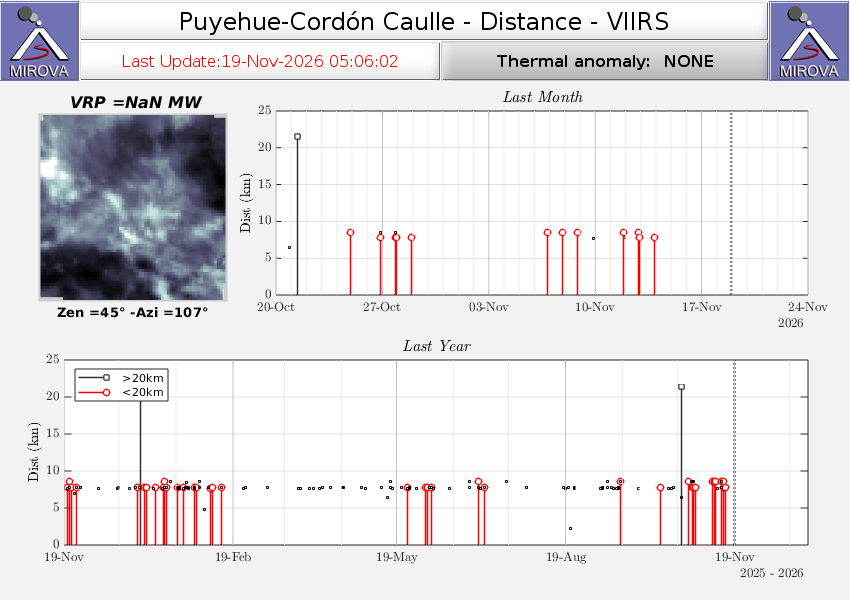 Puyehue-Cordón Caulle - Distance - VIIRS
MIROVA
Last Update:19-Nov-2026 05:06:02
Thermal anomaly: NONE
MIROVA
VRP =NaN MW
Zen =45° -Azi =107°
Last Month
Dist (km)
25
20
15
10
5
0
20-Oct
27-Oct
03-Nov
10-Nov
17-Nov
24-Nov
2026
Last Year
Dist (km)
25
20
15
10
5
0
>20km
<20km
19-Nov
19-Feb
19-May
19-Aug
19-Nov
2025 - 2026